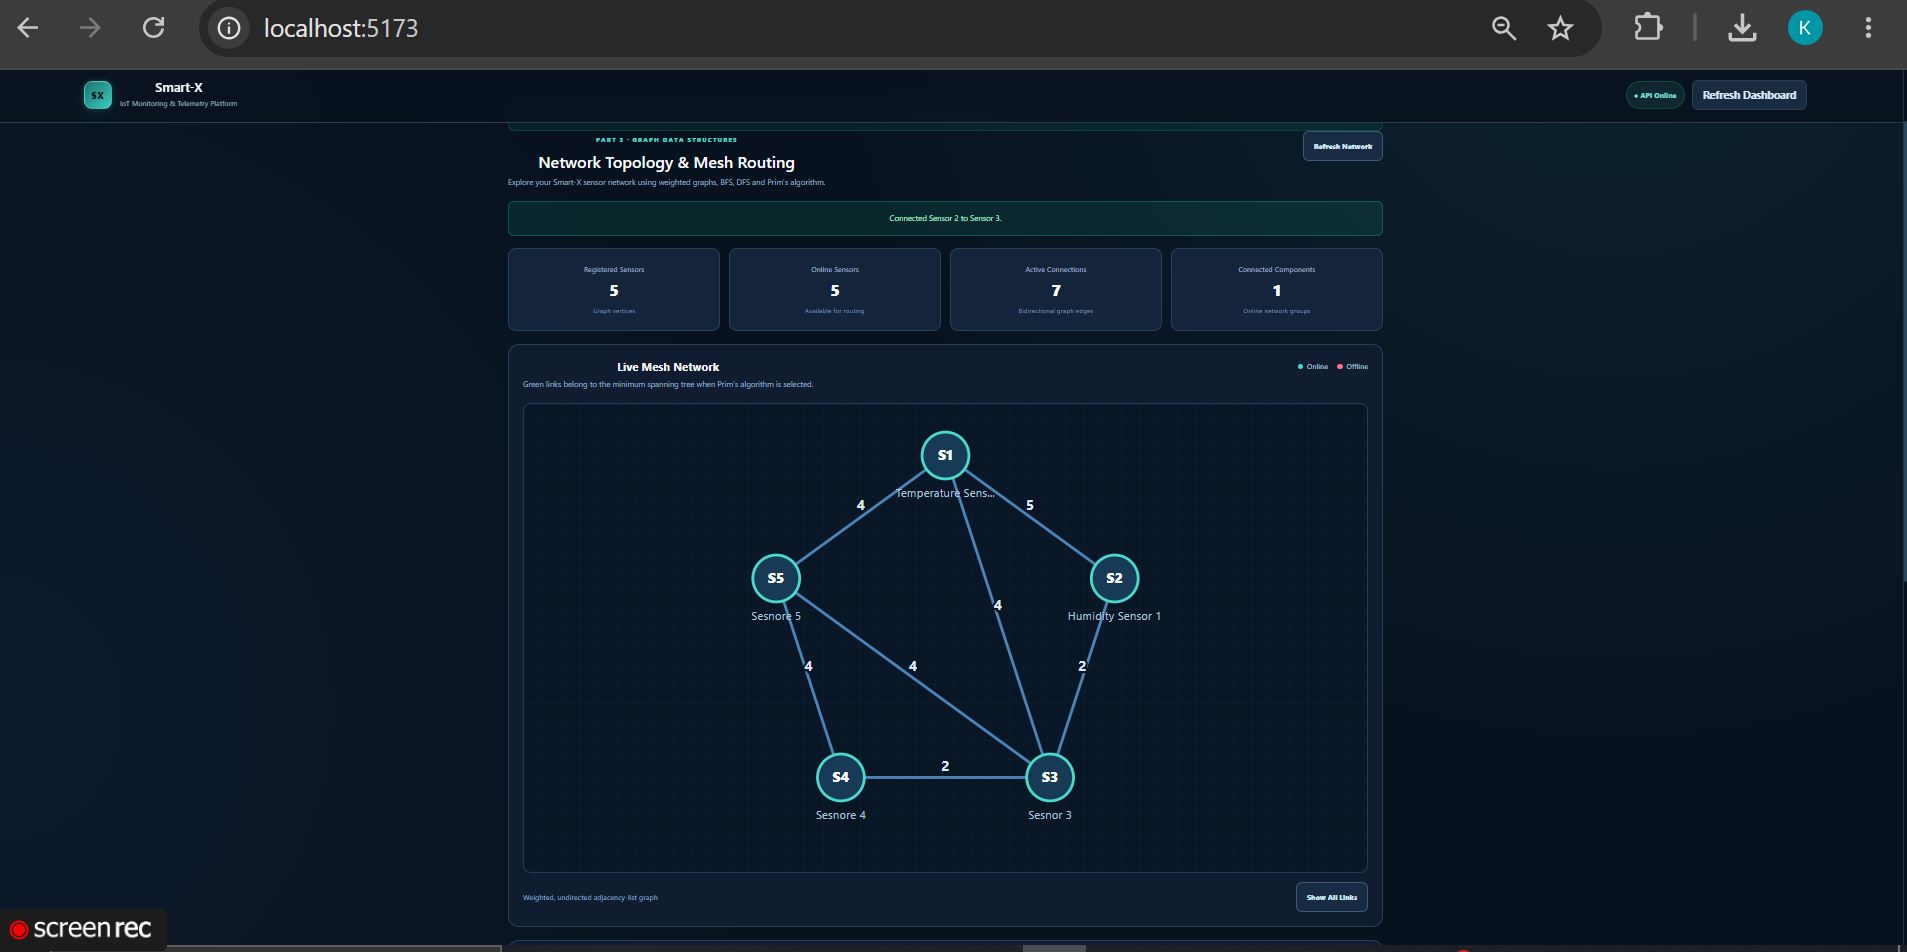 localhost:5173
K
SX
Smart-X
IoT Monitoring & Telemetry Platform
API Online
Refresh Dashboard
PART 3 · GRAPH DATA STRUCTURES
Network Topology & Mesh Routing
Explore your Smart-X sensor network using weighted graphs, BFS, DFS and Prim's algorithm.
Refresh Network
Connected Sensor 2 to Sensor 3.
Registered Sensors
5
Graph vertices
Online Sensors
5
Available for routing
Active Connections
7
Bidirectional graph edges
Connected Components
1
Online network groups
Live Mesh Network
Green links belong to the minimum spanning tree when Prim's algorithm is selected.
Online
Offline
S1
Temperature Sens...
4
5
S5
Sesnore 5
S2
Humidity Sensor 1
4
4
4
2
S4
Sesnore 4
2
S3
Sesnor 3
Weighted, undirected adjacency-list graph
Show All Links
screenrec